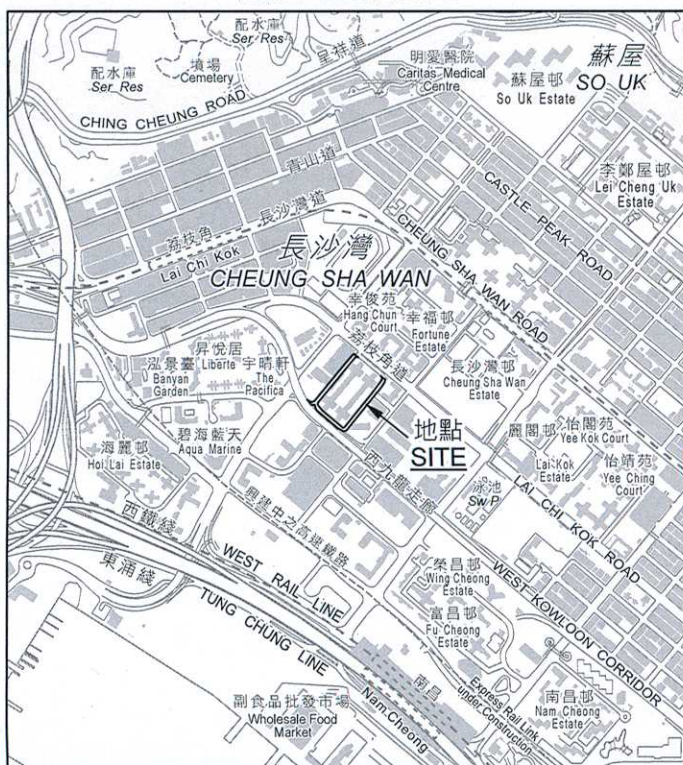 配水庫
Ser Res
配水庫
Ser Res
墳場
Cemetery
呈祥道
CHING CHEUNG ROAD
明愛醫院
Caritas Medical
Centre
蘇屋
SO UK
蘇屋邨
So Uk Estate
李鄭屋邨
Lei Cheng Uk
Estate
青山道
CASTLE PEAK ROAD
長沙灣道
CHEUNG SHA WAN ROAD
荔枝角
Lai Chi Kok
長沙灣
CHEUNG SHA WAN
幸俊苑
Hang Chun
Court
幸福邨
Fortune
Estate
荔枝角道
長沙灣邨
Cheung Sha Wan
Estate
昇悅居
Liberte
宇晴軒
The
Pacifica
泓景臺
Banyan
Garden
碧海藍天
Aqua Marine
海麗邨
Hoi Lai Estate
地點
SITE
麗閣邨
Lai Kok
Estate
怡閣苑
Yee Kok Court
怡靖苑
Yee Ching
Court
泳池
Sw P
LAI CHI KOK ROAD
西九龍走廊
WEST KOWLOON CORRIDOR
興建中之高速鐵路
西鐵綫
WEST RAIL LINE
東涌綫
TUNG CHUNG LINE
榮昌邨
Wing Cheong
Estate
富昌邨
Fu Cheong
Estate
南昌
Nam Cheong
Express Rail Link
under Construction
南昌邨
Nam Cheong
Estate
副食品批發市場
Wholesale Food
Market